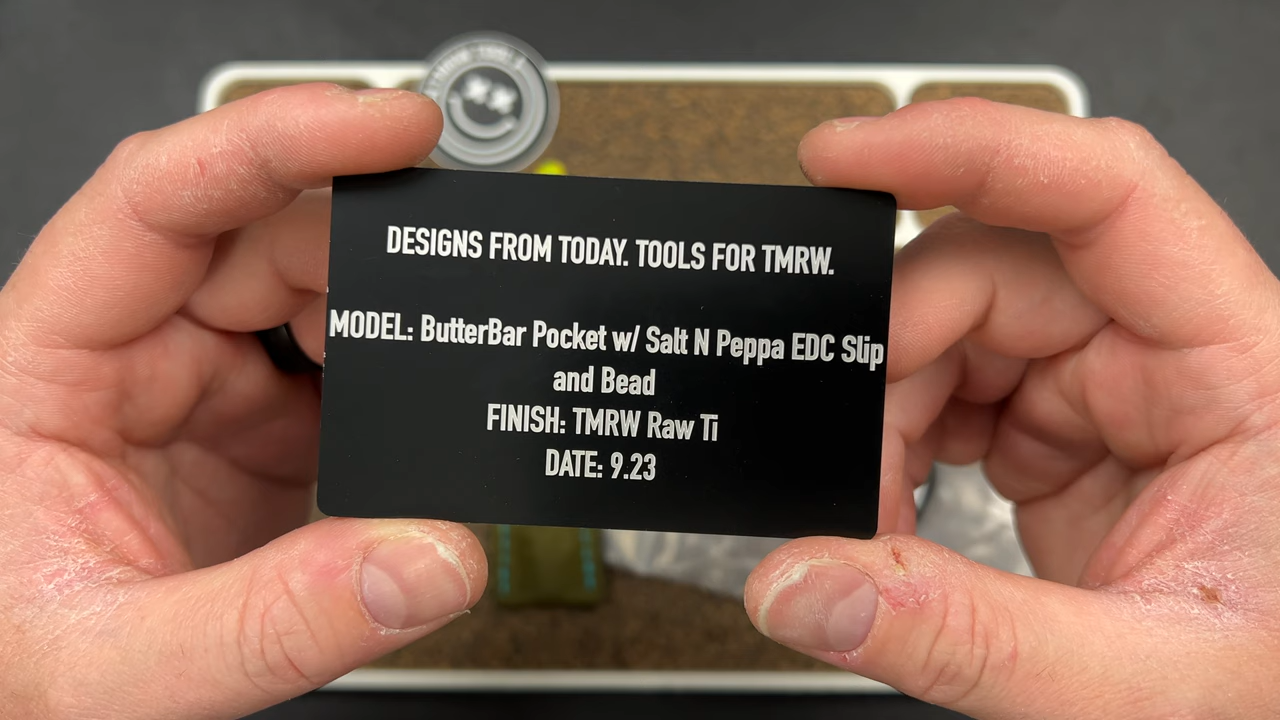 DESIGNS FROM TODAY. TOOLS FOR TMRW.
MODEL: ButterBar Pocket w/ Salt N Peppa EDC Slip
and Bead
FINISH: TMRW Raw Ti
DATE: 9.23